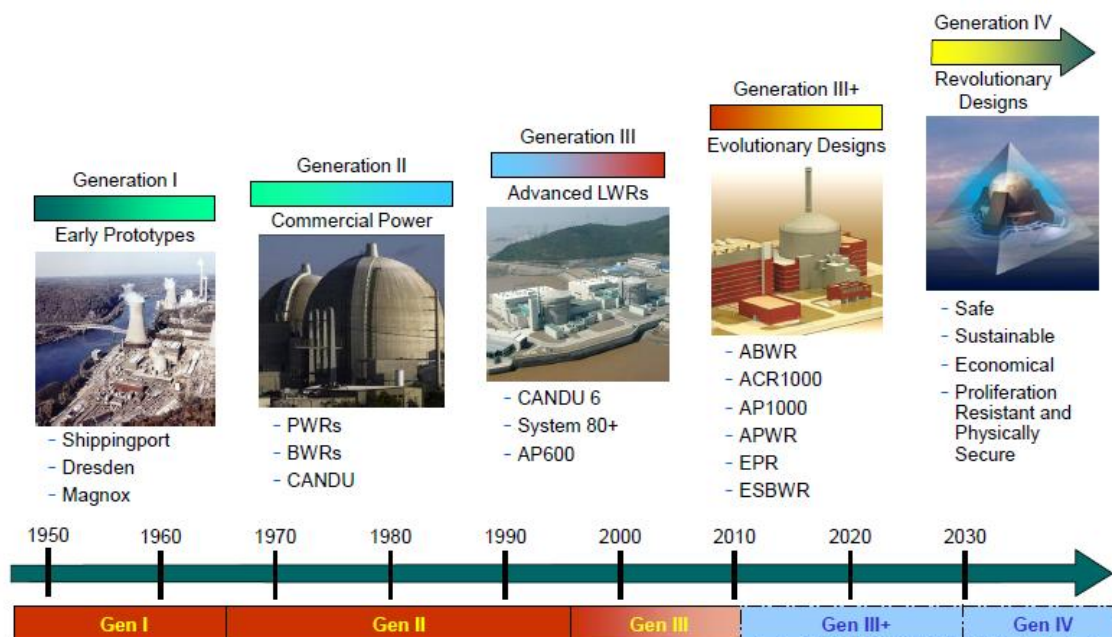 Generation I
Early Prototypes
- Shippingport
- Dresden
- Magnox
Generation II
Commercial Power
- PWRs
- BWRs
- CANDU
Generation III
Advanced LWRs
- CANDU 6
- System 80+
- AP600
Generation III+
Evolutionary Designs
- ABWR
- ACR1000
- AP1000
- APWR
- EPR
- ESBWR
Generation IV
Revolutionary
Designs
- Safe
- Sustainable
- Economical
- Proliferation
Resistant and
Physically
Secure
1950 1960 1970 1980 1990 2000 2010 2020 2030
Gen I Gen II Gen III Gen III+ Gen IV